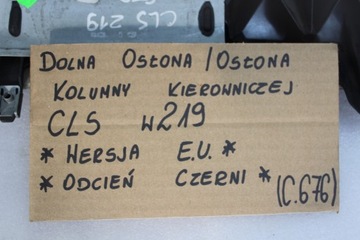 CLS 219
DOLNA OSŁONA / OSŁONA
KOLUMNY KIEROWNICZEJ
CLS W219
* WERSJA E.U. *
* ODCIEŃ CZERNI *
(C.676)